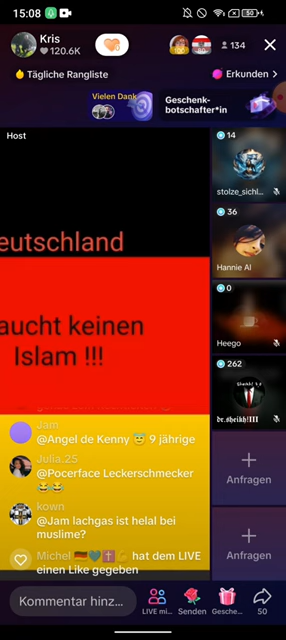 15:08
50
Kris
120.6K
134
Tägliche Rangliste
Erkunden >
Vielen Dank
Geschenk-
botschafter*in
Host
14
stolze_sichl...
eutschland
36
Hannie Al
aucht keinen
Islam !!!
0
Heego
262
dr.sheikh!III
Jam
@Angel de Kenny 😇 9 jährige
Julia.25
@Pocerface Leckerschmecker
😂😂
kown
@Jam lachgas ist helal bei
muslime?
Michel 🇩🇪💚✝️💪 hat dem LIVE
einen Like gegeben
+
Anfragen
+
Anfragen
Kommentar hinz...
LIVE mi...
Senden
Gesche...
50